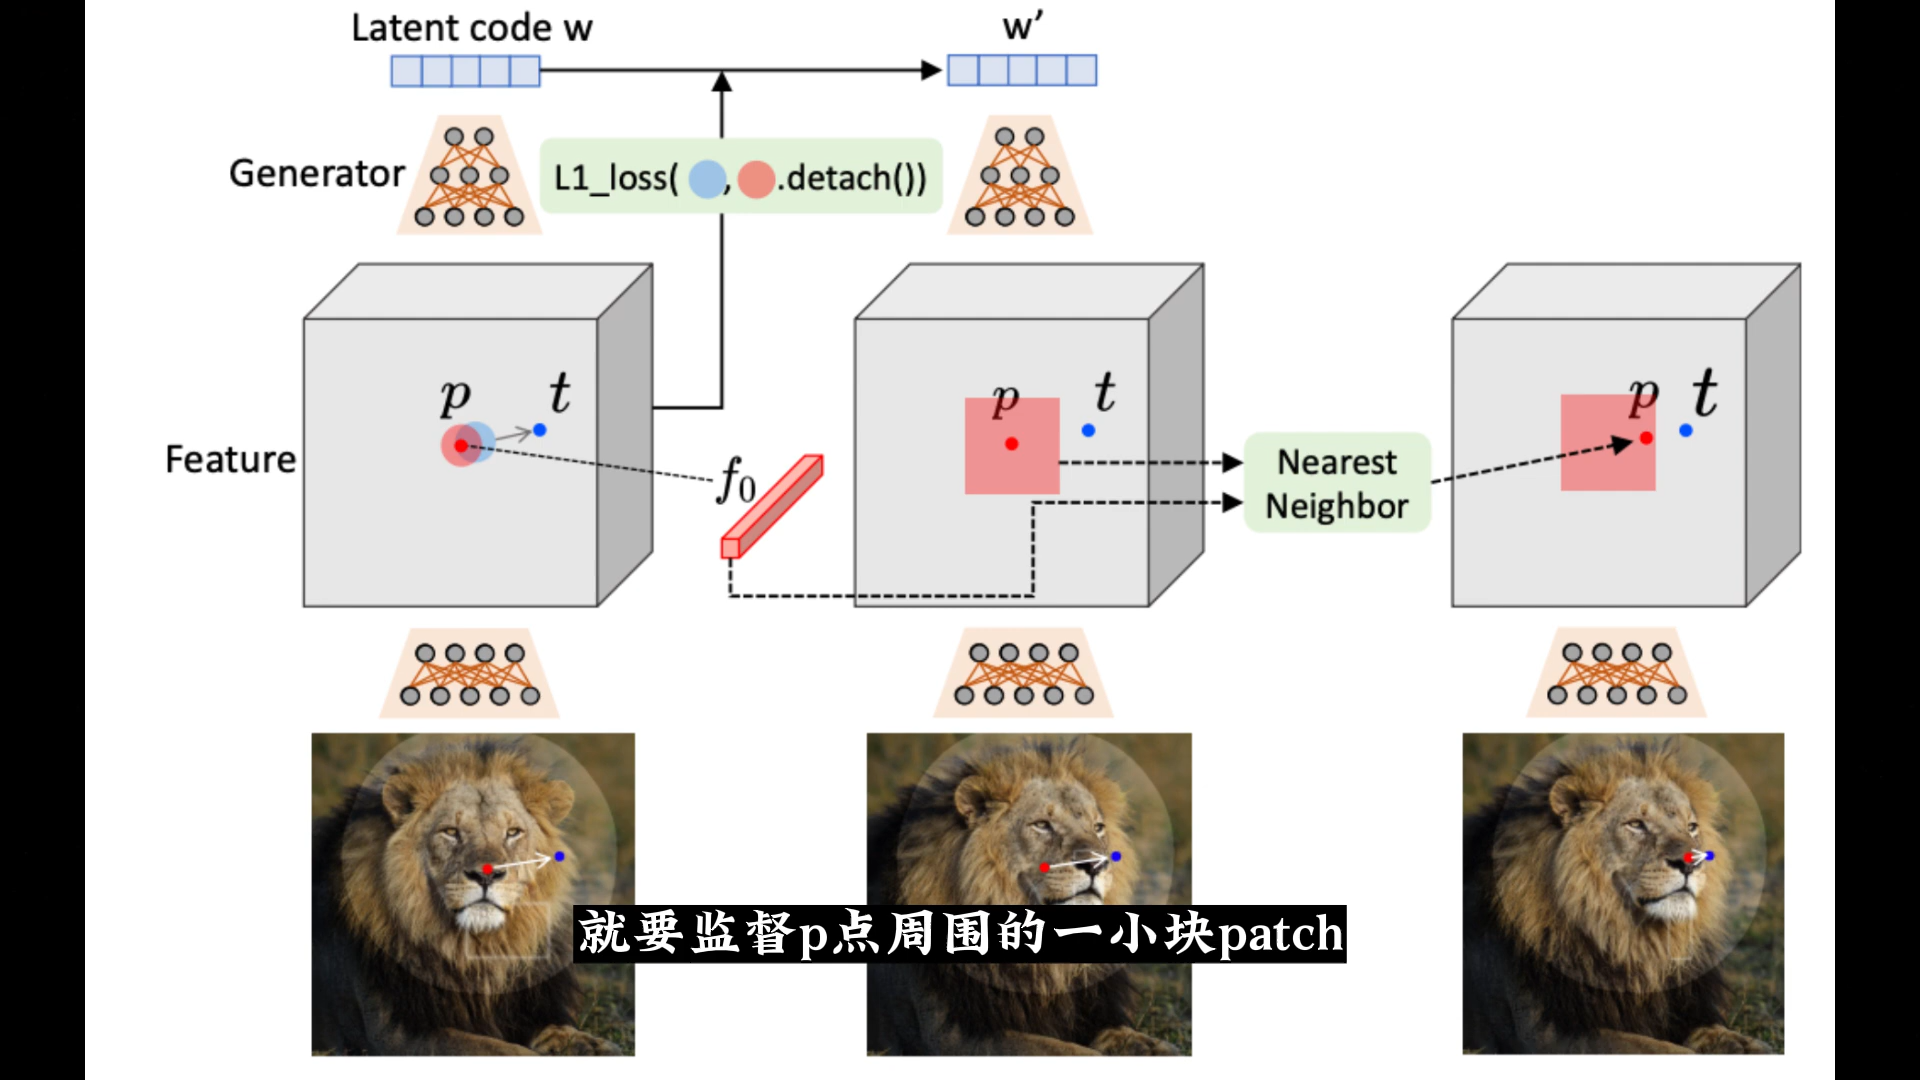 Latent code w
w’
Generator
L1_loss( , .detach())
p
t
p
t
p
t
Feature
f0
Nearest
Neighbor
就要监督p点周围的一小块patch